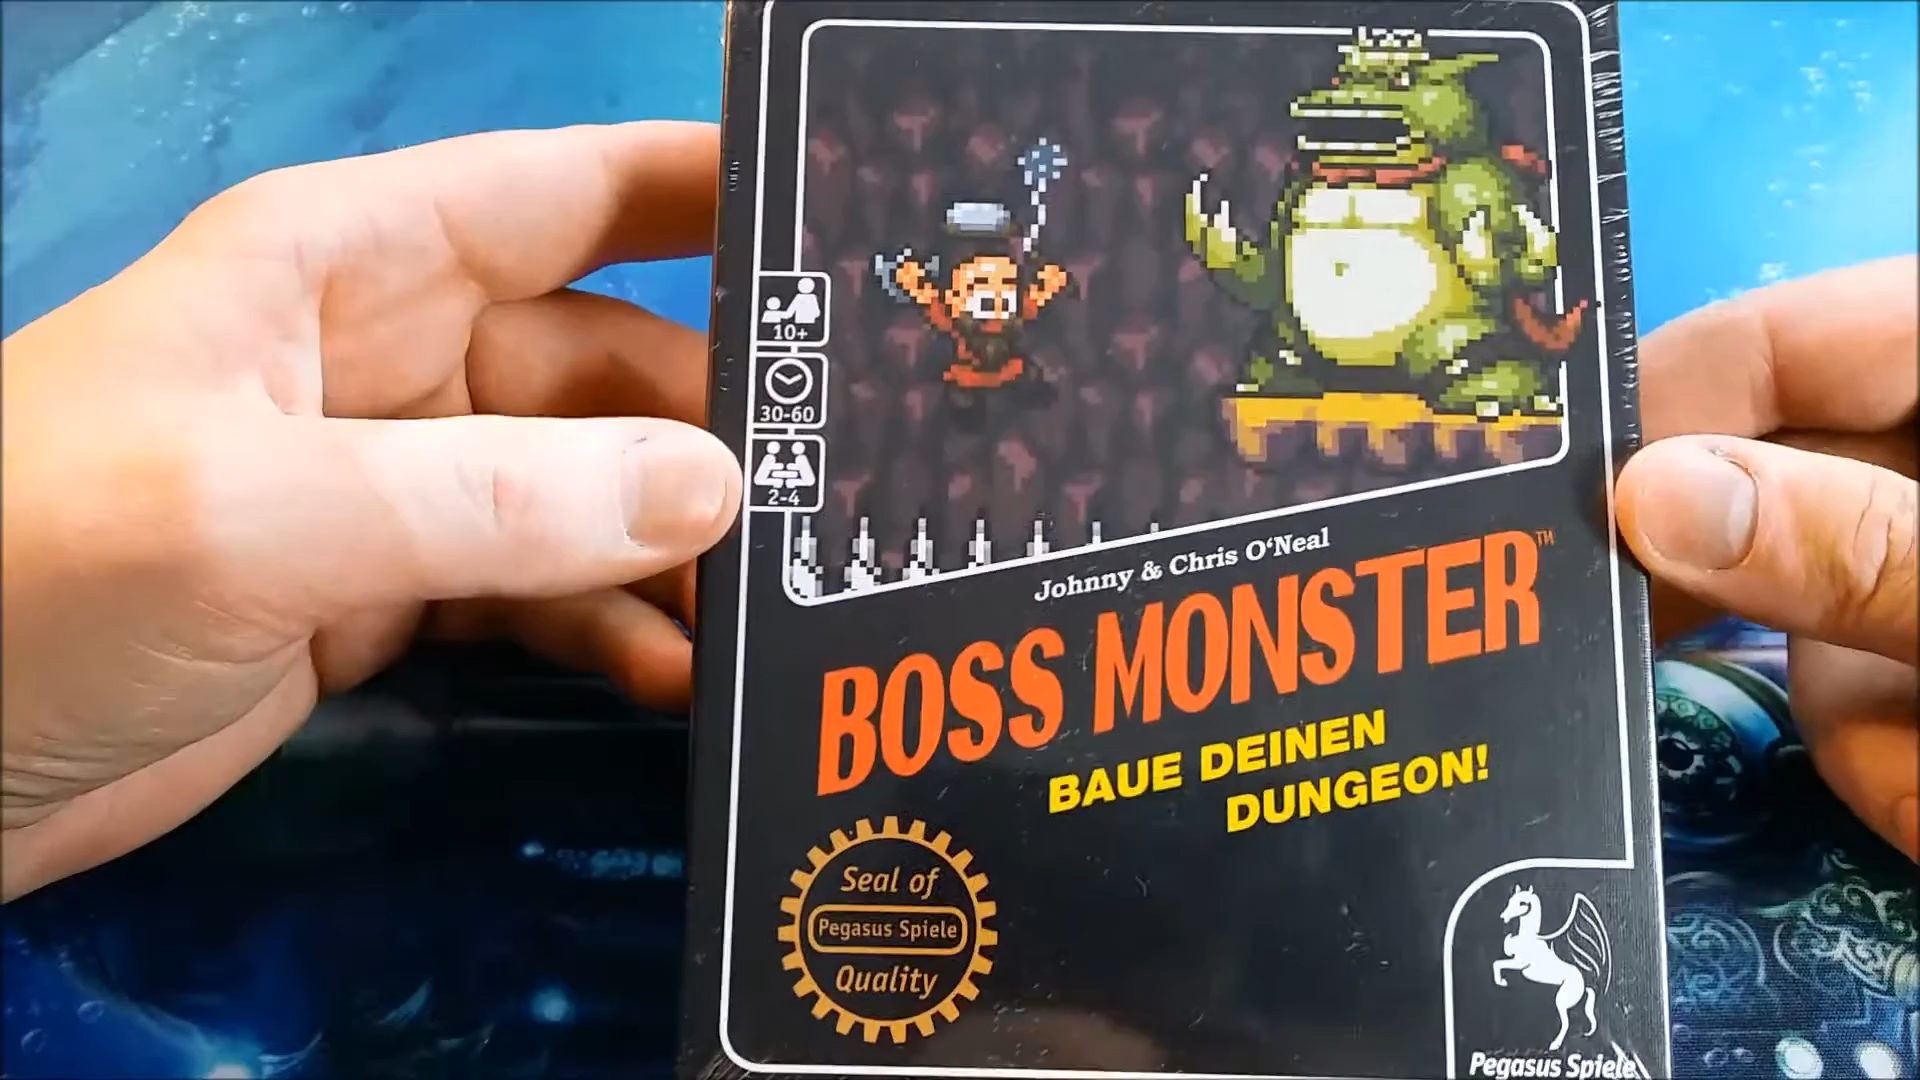 10+
30-60
2-4
Johnny & Chris O‘Neal
BOSS MONSTER™
BAUE DEINEN
DUNGEON!
Seal of
Pegasus Spiele
Quality
Pegasus Spiele